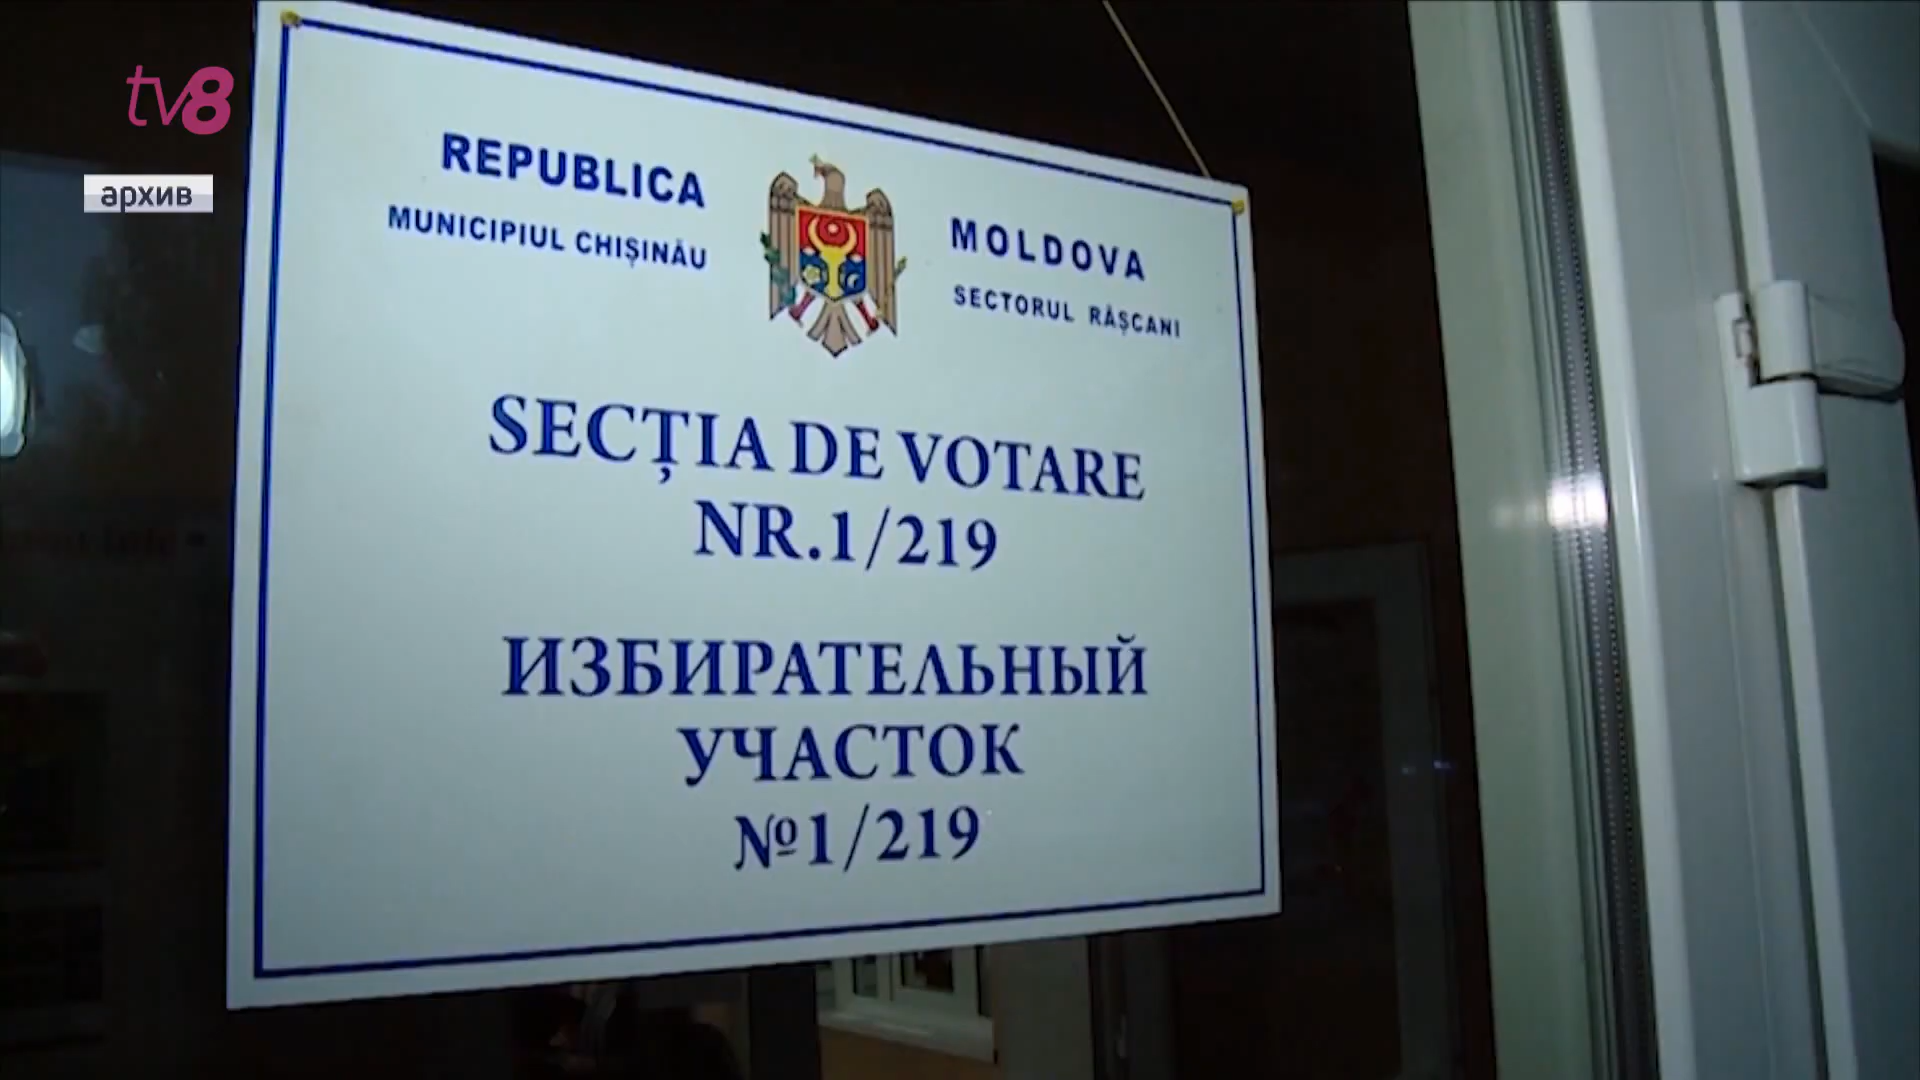 tv8
архив
REPUBLICA MOLDOVA
MUNICIPIUL CHIȘINĂU SECTORUL RÂȘCANI
SECȚIA DE VOTARE
NR.1/219
ИЗБИРАТЕЛЬНЫЙ
УЧАСТОК
№1/219